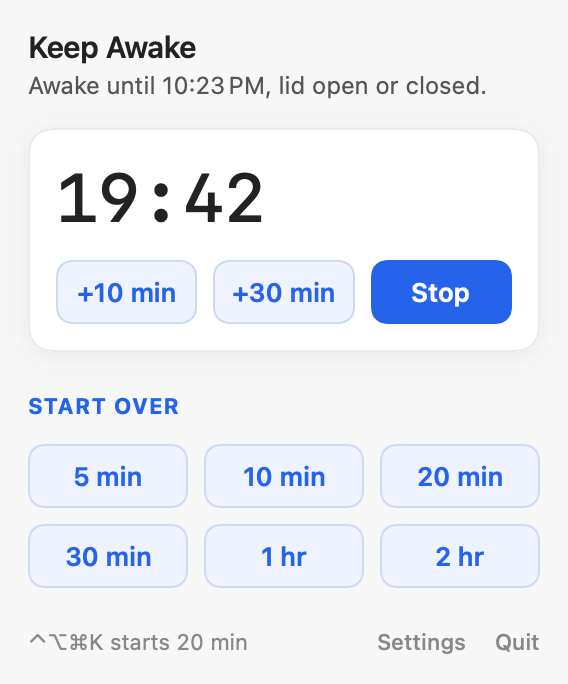 Keep Awake
Awake until 10:23 PM, lid open or closed.
19:42
+10 min +30 min Stop
START OVER
5 min 10 min 20 min
30 min 1 hr 2 hr
⌃⌥⌘K starts 20 min Settings Quit